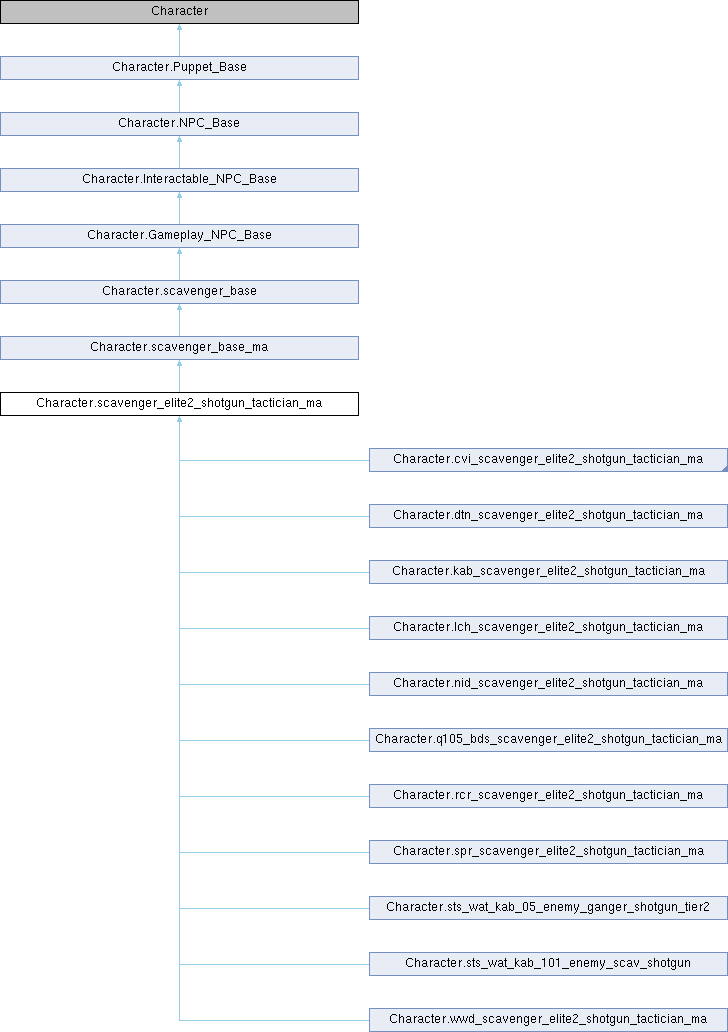 Character
Character.Puppet_Base
Character.NPC_Base
Character.Interactable_NPC_Base
Character.Gameplay_NPC_Base
Character.scavenger_base
Character.scavenger_base_ma
Character.scavenger_elite2_shotgun_tactician_ma
Character.cvi_scavenger_elite2_shotgun_tactician_ma
Character.dtn_scavenger_elite2_shotgun_tactician_ma
Character.kab_scavenger_elite2_shotgun_tactician_ma
Character.lch_scavenger_elite2_shotgun_tactician_ma
Character.nid_scavenger_elite2_shotgun_tactician_ma
Character.q105_bds_scavenger_elite2_shotgun_tactician_ma
Character.rcr_scavenger_elite2_shotgun_tactician_ma
Character.spr_scavenger_elite2_shotgun_tactician_ma
Character.sts_wat_kab_05_enemy_ganger_shotgun_tier2
Character.sts_wat_kab_101_enemy_scav_shotgun
Character.wwd_scavenger_elite2_shotgun_tactician_ma